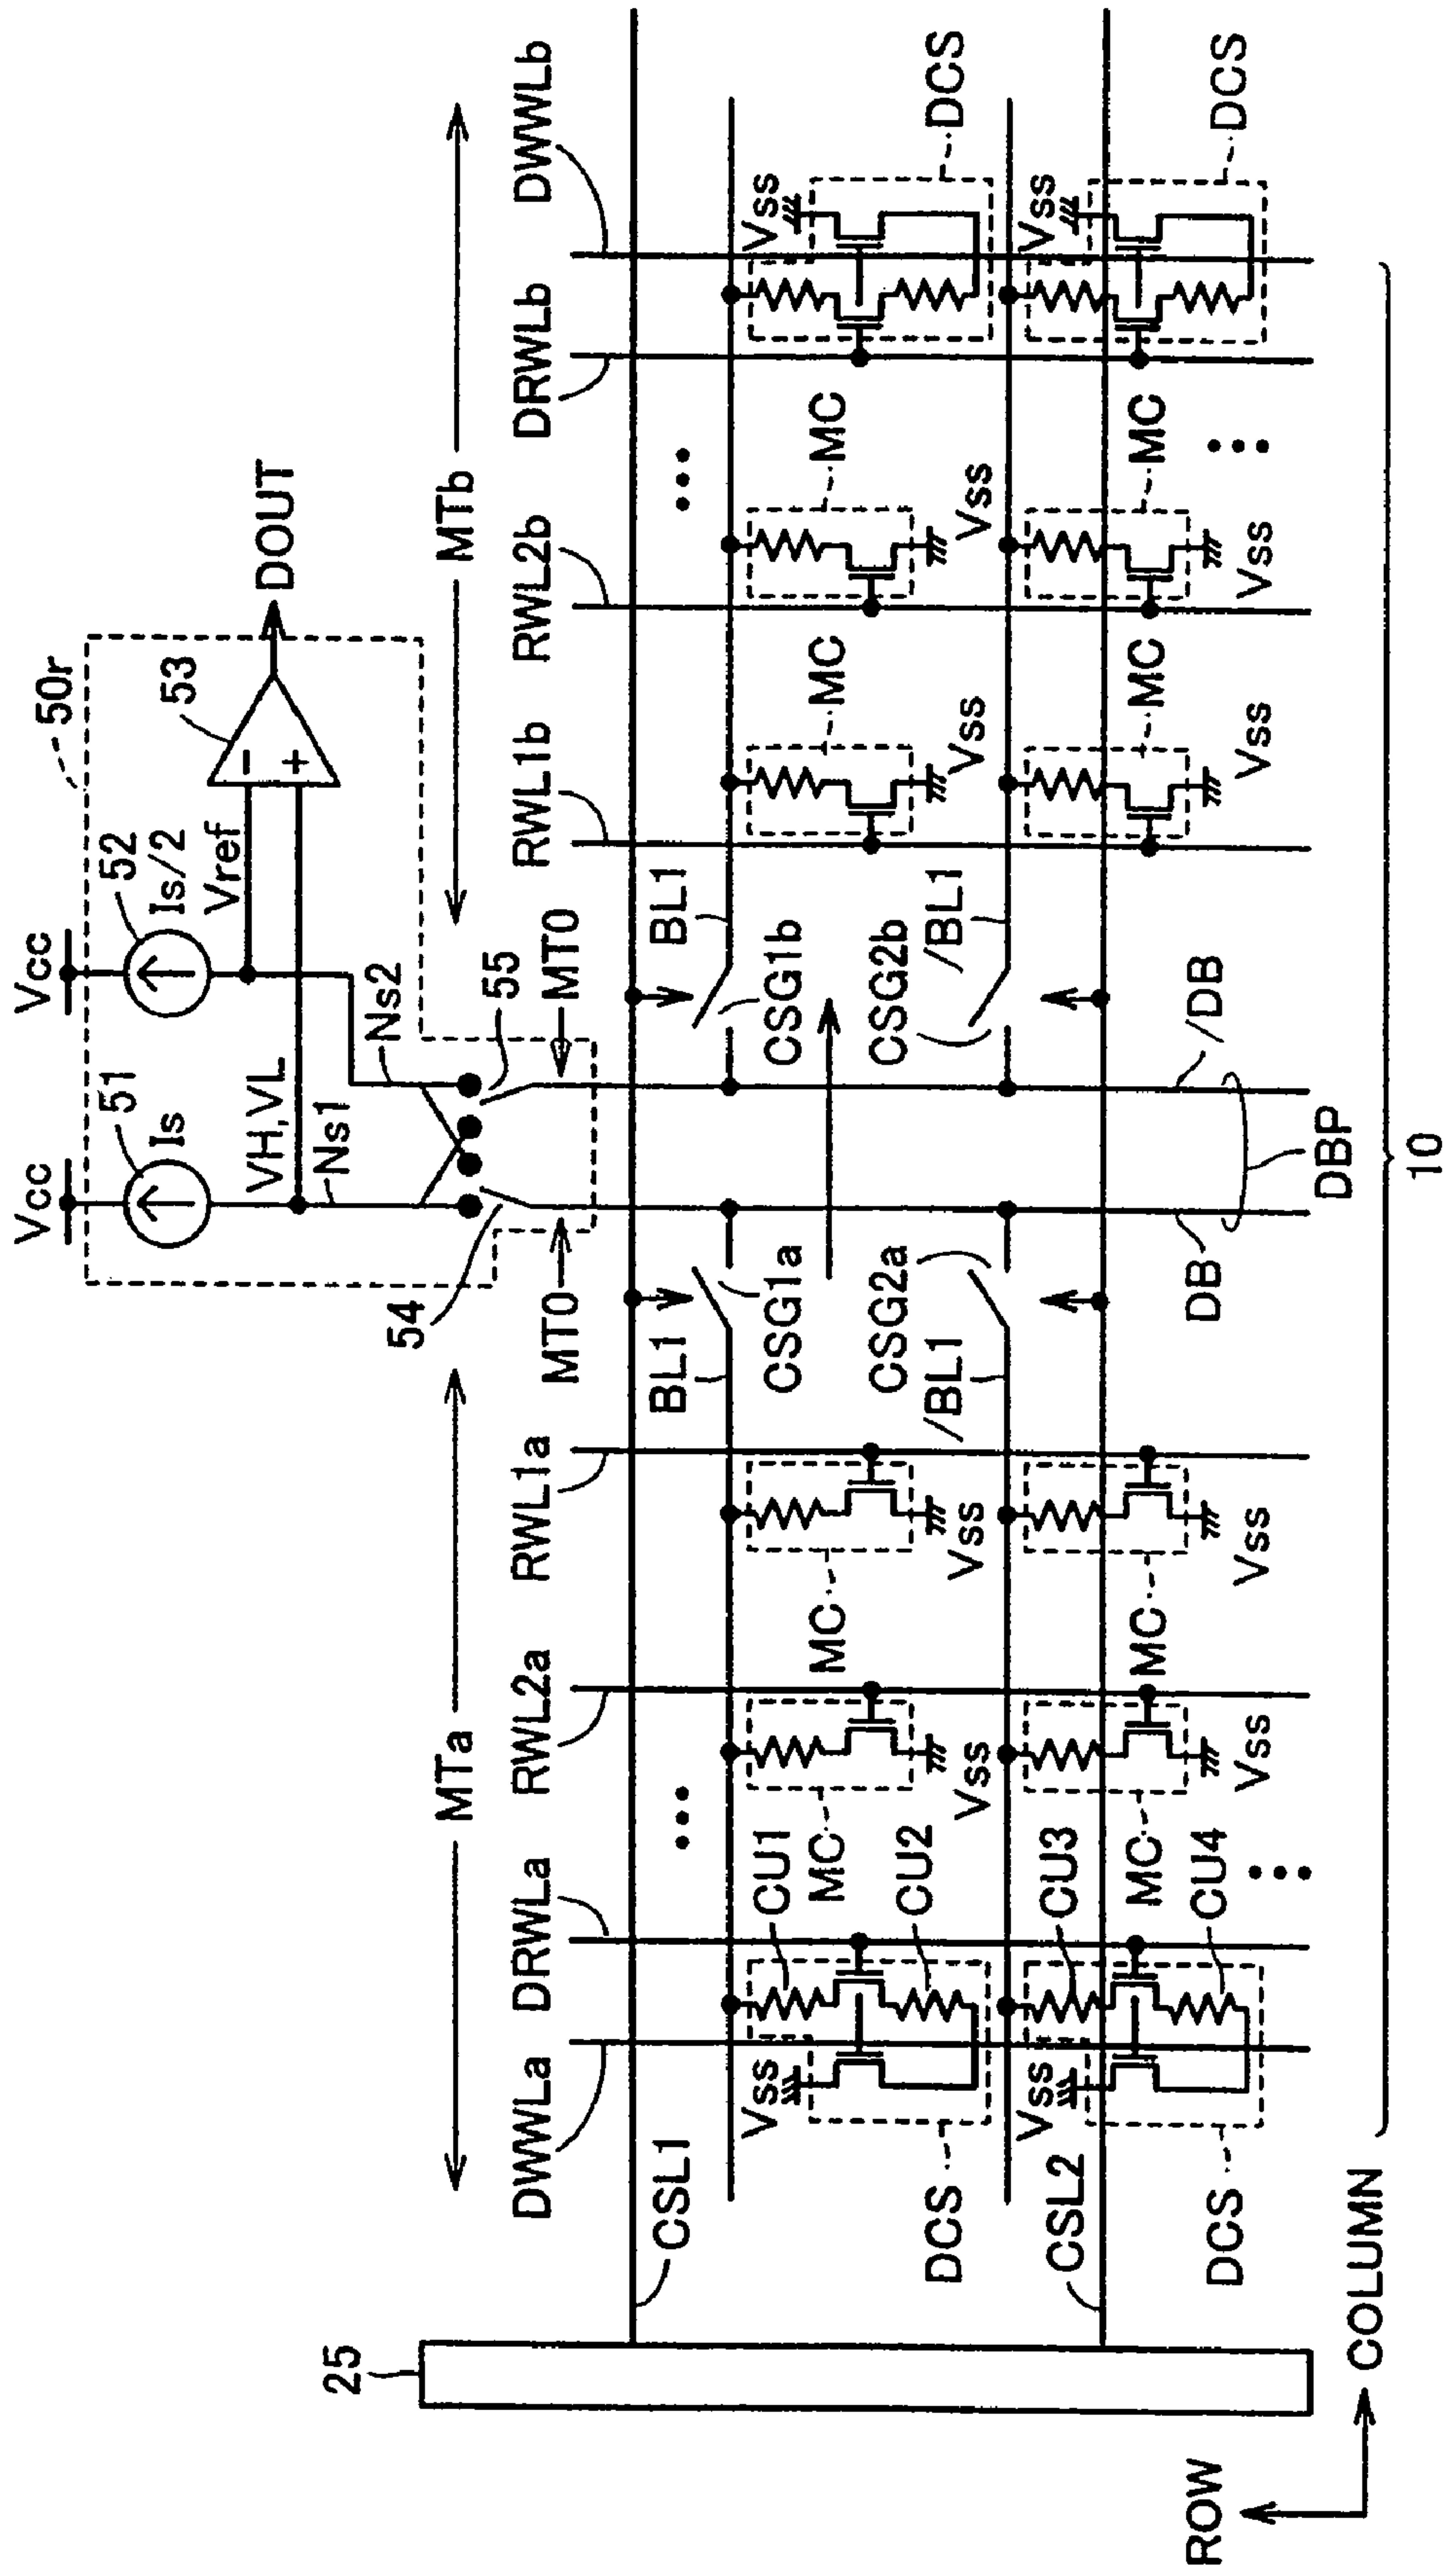 Vcc
Vcc
50r
51
Is
52
Is/2
53
DOUT
VH,VL
Vref
Ns1
Ns2
54
55
MTa
MTb
MT0
MT0
25
DWWLa
DRWLa
RWL2a
RWL1a
RWL1b
RWL2b
DRWLb
DWWLb
CSL1
BL1
BL1
CSG1a
CSG1b
Vss
CU1
CU2
MC
MC
MC
MC
Vss
Vss
Vss
Vss
Vss
DCS
DCS
CSG2a
CSG2b
/BL1
/BL1
CSL2
Vss
CU3
CU4
MC
MC
MC
MC
Vss
Vss
Vss
Vss
Vss
DCS
DCS
DB
/DB
DBP
10
ROW
COLUMN